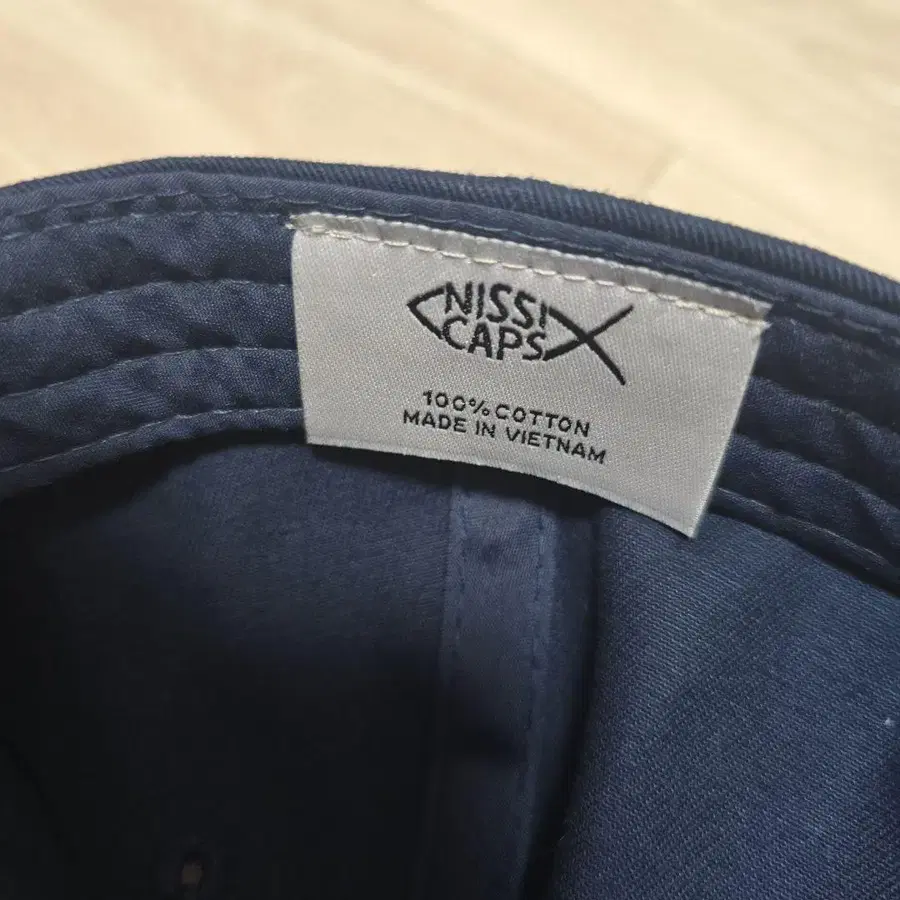 NISSI
CAPS
100% COTTON
MADE IN VIETNAM